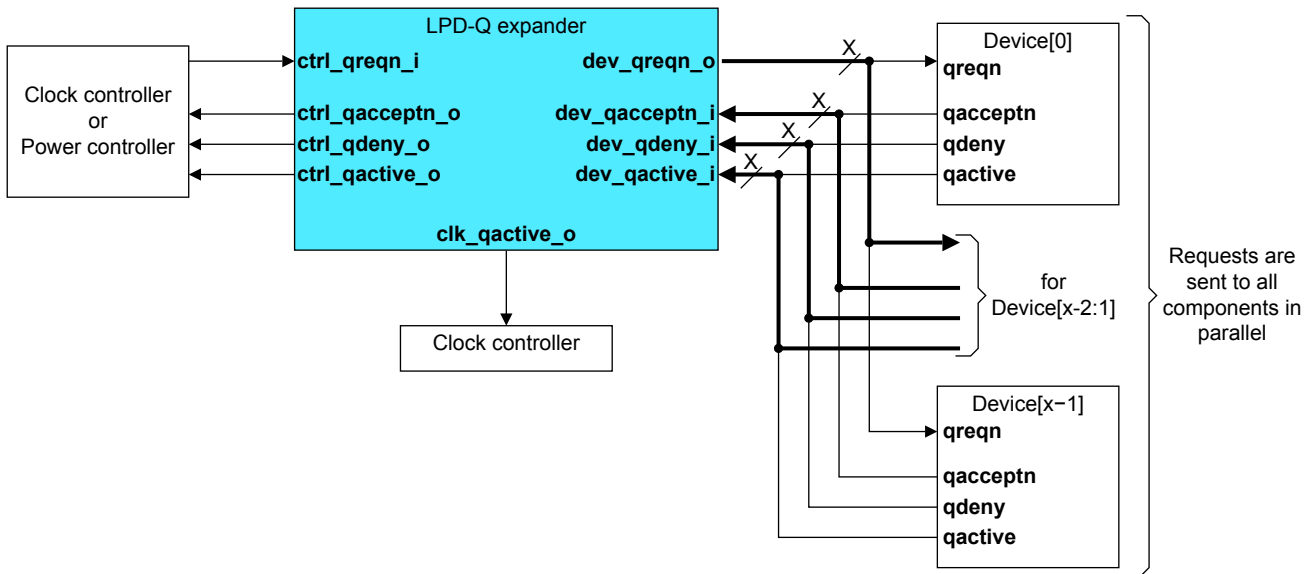 LPD-Q expander
Clock controller
or
Power controller
ctrl_qreqn_i
ctrl_qacceptn_o
ctrl_qdeny_o
ctrl_qactive_o
dev_qreqn_o
dev_qacceptn_i
dev_qdeny_i
dev_qactive_i
clk_qactive_o
Clock controller
X
X
X
X
Device[0]
qreqn
qacceptn
qdeny
qactive
for
Device[x-2:1]
Device[x−1]
qreqn
qacceptn
qdeny
qactive
Requests are
sent to all
components in
parallel